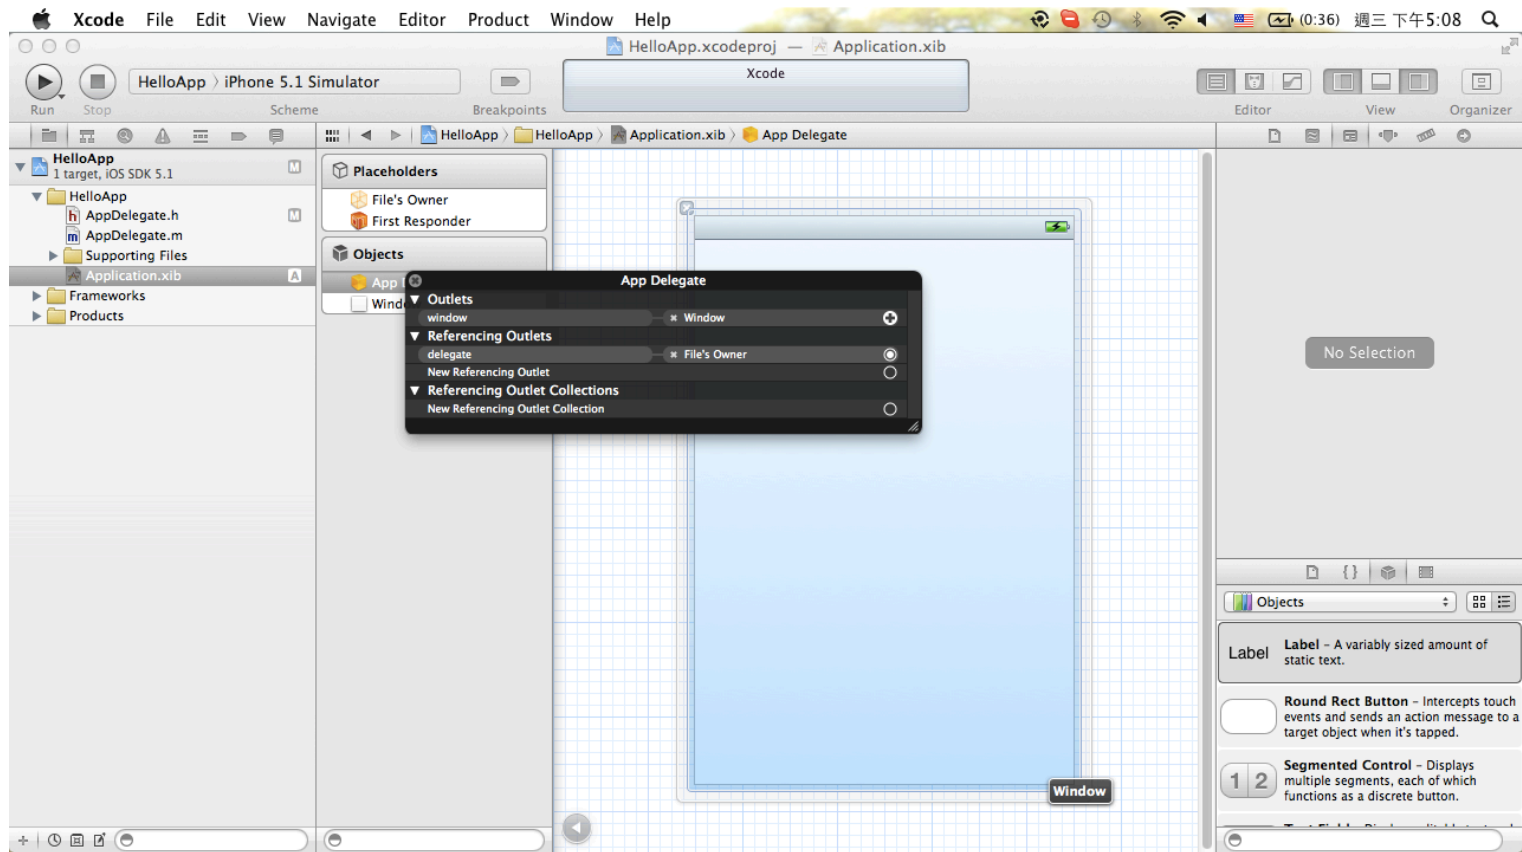 Xcode File Edit View Navigate Editor Product Window Help (0:36) 週三 下午5:08
HelloApp.xcodeproj — Application.xib
HelloApp 〉 iPhone 5.1 Simulator
Xcode
Run Stop Scheme Breakpoints Editor View Organizer
HelloApp 〉 HelloApp 〉 Application.xib 〉 App Delegate
HelloApp M
1 target, iOS SDK 5.1
HelloApp
h AppDelegate.h M
m AppDelegate.m
Supporting Files
Application.xib A
Frameworks
Products
Placeholders
File's Owner
First Responder
Objects
App
Wind
App Delegate
Outlets
window Window
Referencing Outlets
delegate File's Owner
New Referencing Outlet
Referencing Outlet Collections
New Referencing Outlet Collection
Window
No Selection
{}
Objects
Label
Label – A variably sized amount of
static text.
Round Rect Button – Intercepts touch
events and sends an action message to a
target object when it's tapped.
1 2
Segmented Control – Displays
multiple segments, each of which
functions as a discrete button.